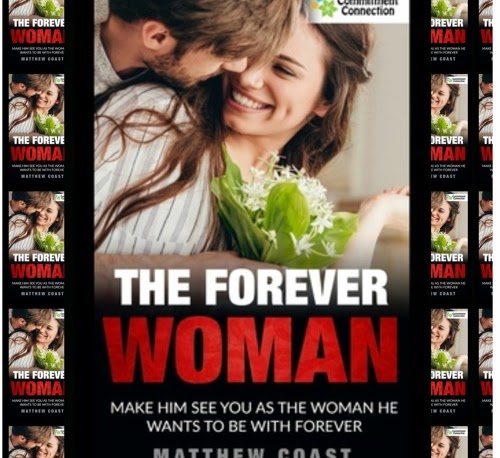 Commitment
Connection
THE FOREVER
WOMAN
MAKE HIM SEE YOU AS THE WOMAN HE
WANTS TO BE WITH FOREVER
MATTHEW COAST